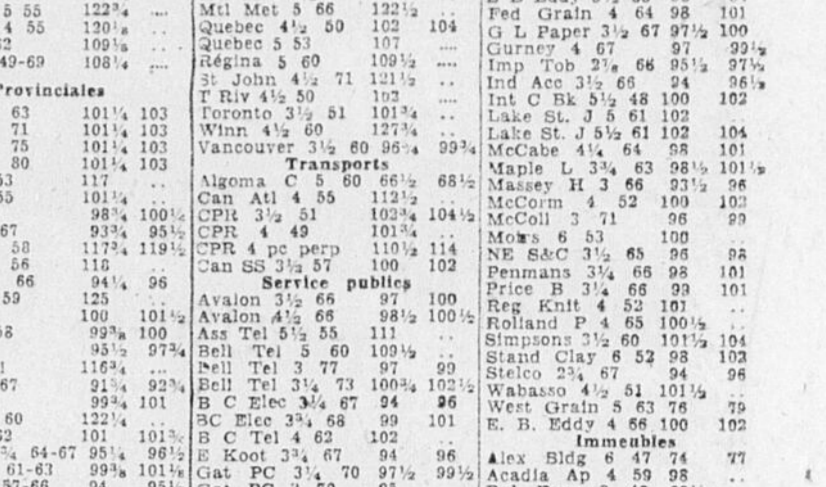 5 55 122¾ ....
4 55 120⅛ ..
109⅛ ..
49-69 108¼ ....
Provinciales
63 101¼ 103
71 101¼ 103
75 101¼ 103
80 101¼ 103
117 ..
101¼ ..
98¾
67 93¾ 95½
58 117¾ 119½
56 118 ..
66 94¼ 96
59 125 ..
100 101½
99⅜ 100
95½ 97¾
116¾ ..
67 91¾ 92¾
99¾ 101
60 122¼ ..
101
64-67 95¼ 96½
61-63 99⅜ 101⅛
Mtl Met 5 66 122½ ..
Quebec 4½ 50 102 104
Quebec 5 53 107 ....
Régina 5 60 109½ ....
St John 4½ 71 121½ ..
T Riv 4½ 50 102 ....
Toronto 3½ 51 101¾ ..
Winn 4½ 60 127¾ ..
Vancouver 3½ 60 99¾
Transports
Algoma C 5 60 66½ 68½
Can Atl 4 55 112½ ..
CPR 3½ 51 102¾ 104½
CPR 4 49 101¾ ..
CPR 4 pc perp 110½ 114
Can SS 3½ 57 100 102
Service publics
Avalon 3½ 66 97 100
Avalon 4½ 66 98½ 100½
Ass Tel 5½ 55 111 ..
Bell Tel 5 60 109½ ..
Bell Tel 3 77 97 99
Bell Tel 3¼ 73 100¾ 102½
B C Elec 67 94 96
BC Elec 3¾ 68 99 101
B C Tel 4 62 102 ..
E Koot 3¾ 67 94 96
Gat PC 3¼ 70 97½ 99½
Fed Grain 4 64 98 101
G L Paper 3½ 67 97½ 100
Gurney 4 67 97 99½
Imp Tob 66 95½ 97½
Ind Acc 3½ 66 94 96½
Int C Bk 5½ 48 100 102
Lake St. J 5 61 102 ..
Lake St. J 5½ 61 102 104
McCabe 4¼ 64 98 101
Maple L 3¾ 63 98½ 101½
Massey H 3 66 93½ 96
McCorm 4 52 100 102
McColl 3 71 96 99
Moirs 6 53 100 ..
NE S&C 3½ 65 96 98
Penmans 3¼ 66 98 101
Price B 3¼ 66 99 101
Reg Knit 4 52 101 ..
Rolland P 4 65 100½ ..
Simpsons 3½ 60 101½ 104
Stand Clay 6 52 98 102
Stelco 2¾ 67 94 96
Wabasso 4½ 51 101½ ..
West Grain 5 63 76 79
E. B. Eddy 4 66 100 102
Immeubles
Alex Bldg 6 47 74 77
Acadia Ap 4 59 98 ..